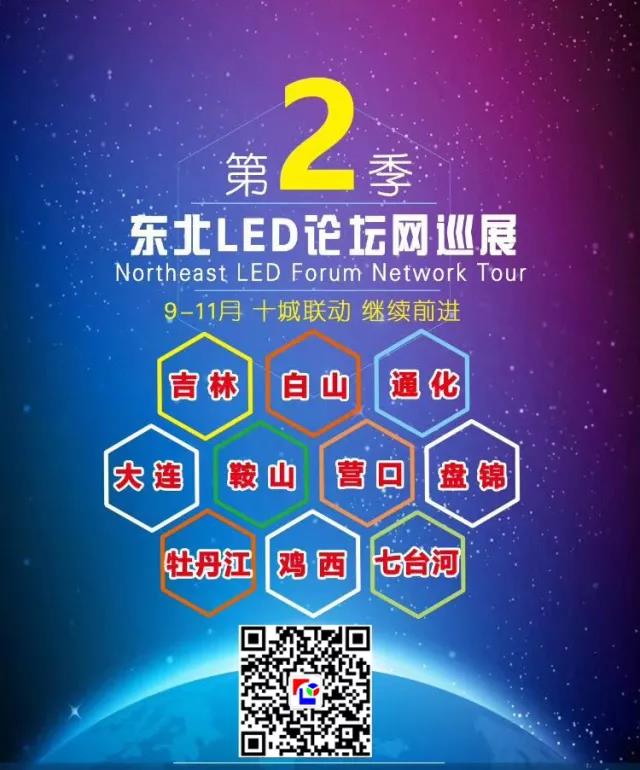 第2季
东北LED论坛网巡展
Northeast LED Forum Network Tour
9-11月 十城联动 继续前进
吉林 白山 通化
大连 鞍山 营口 盘锦
牡丹江 鸡西 七台河